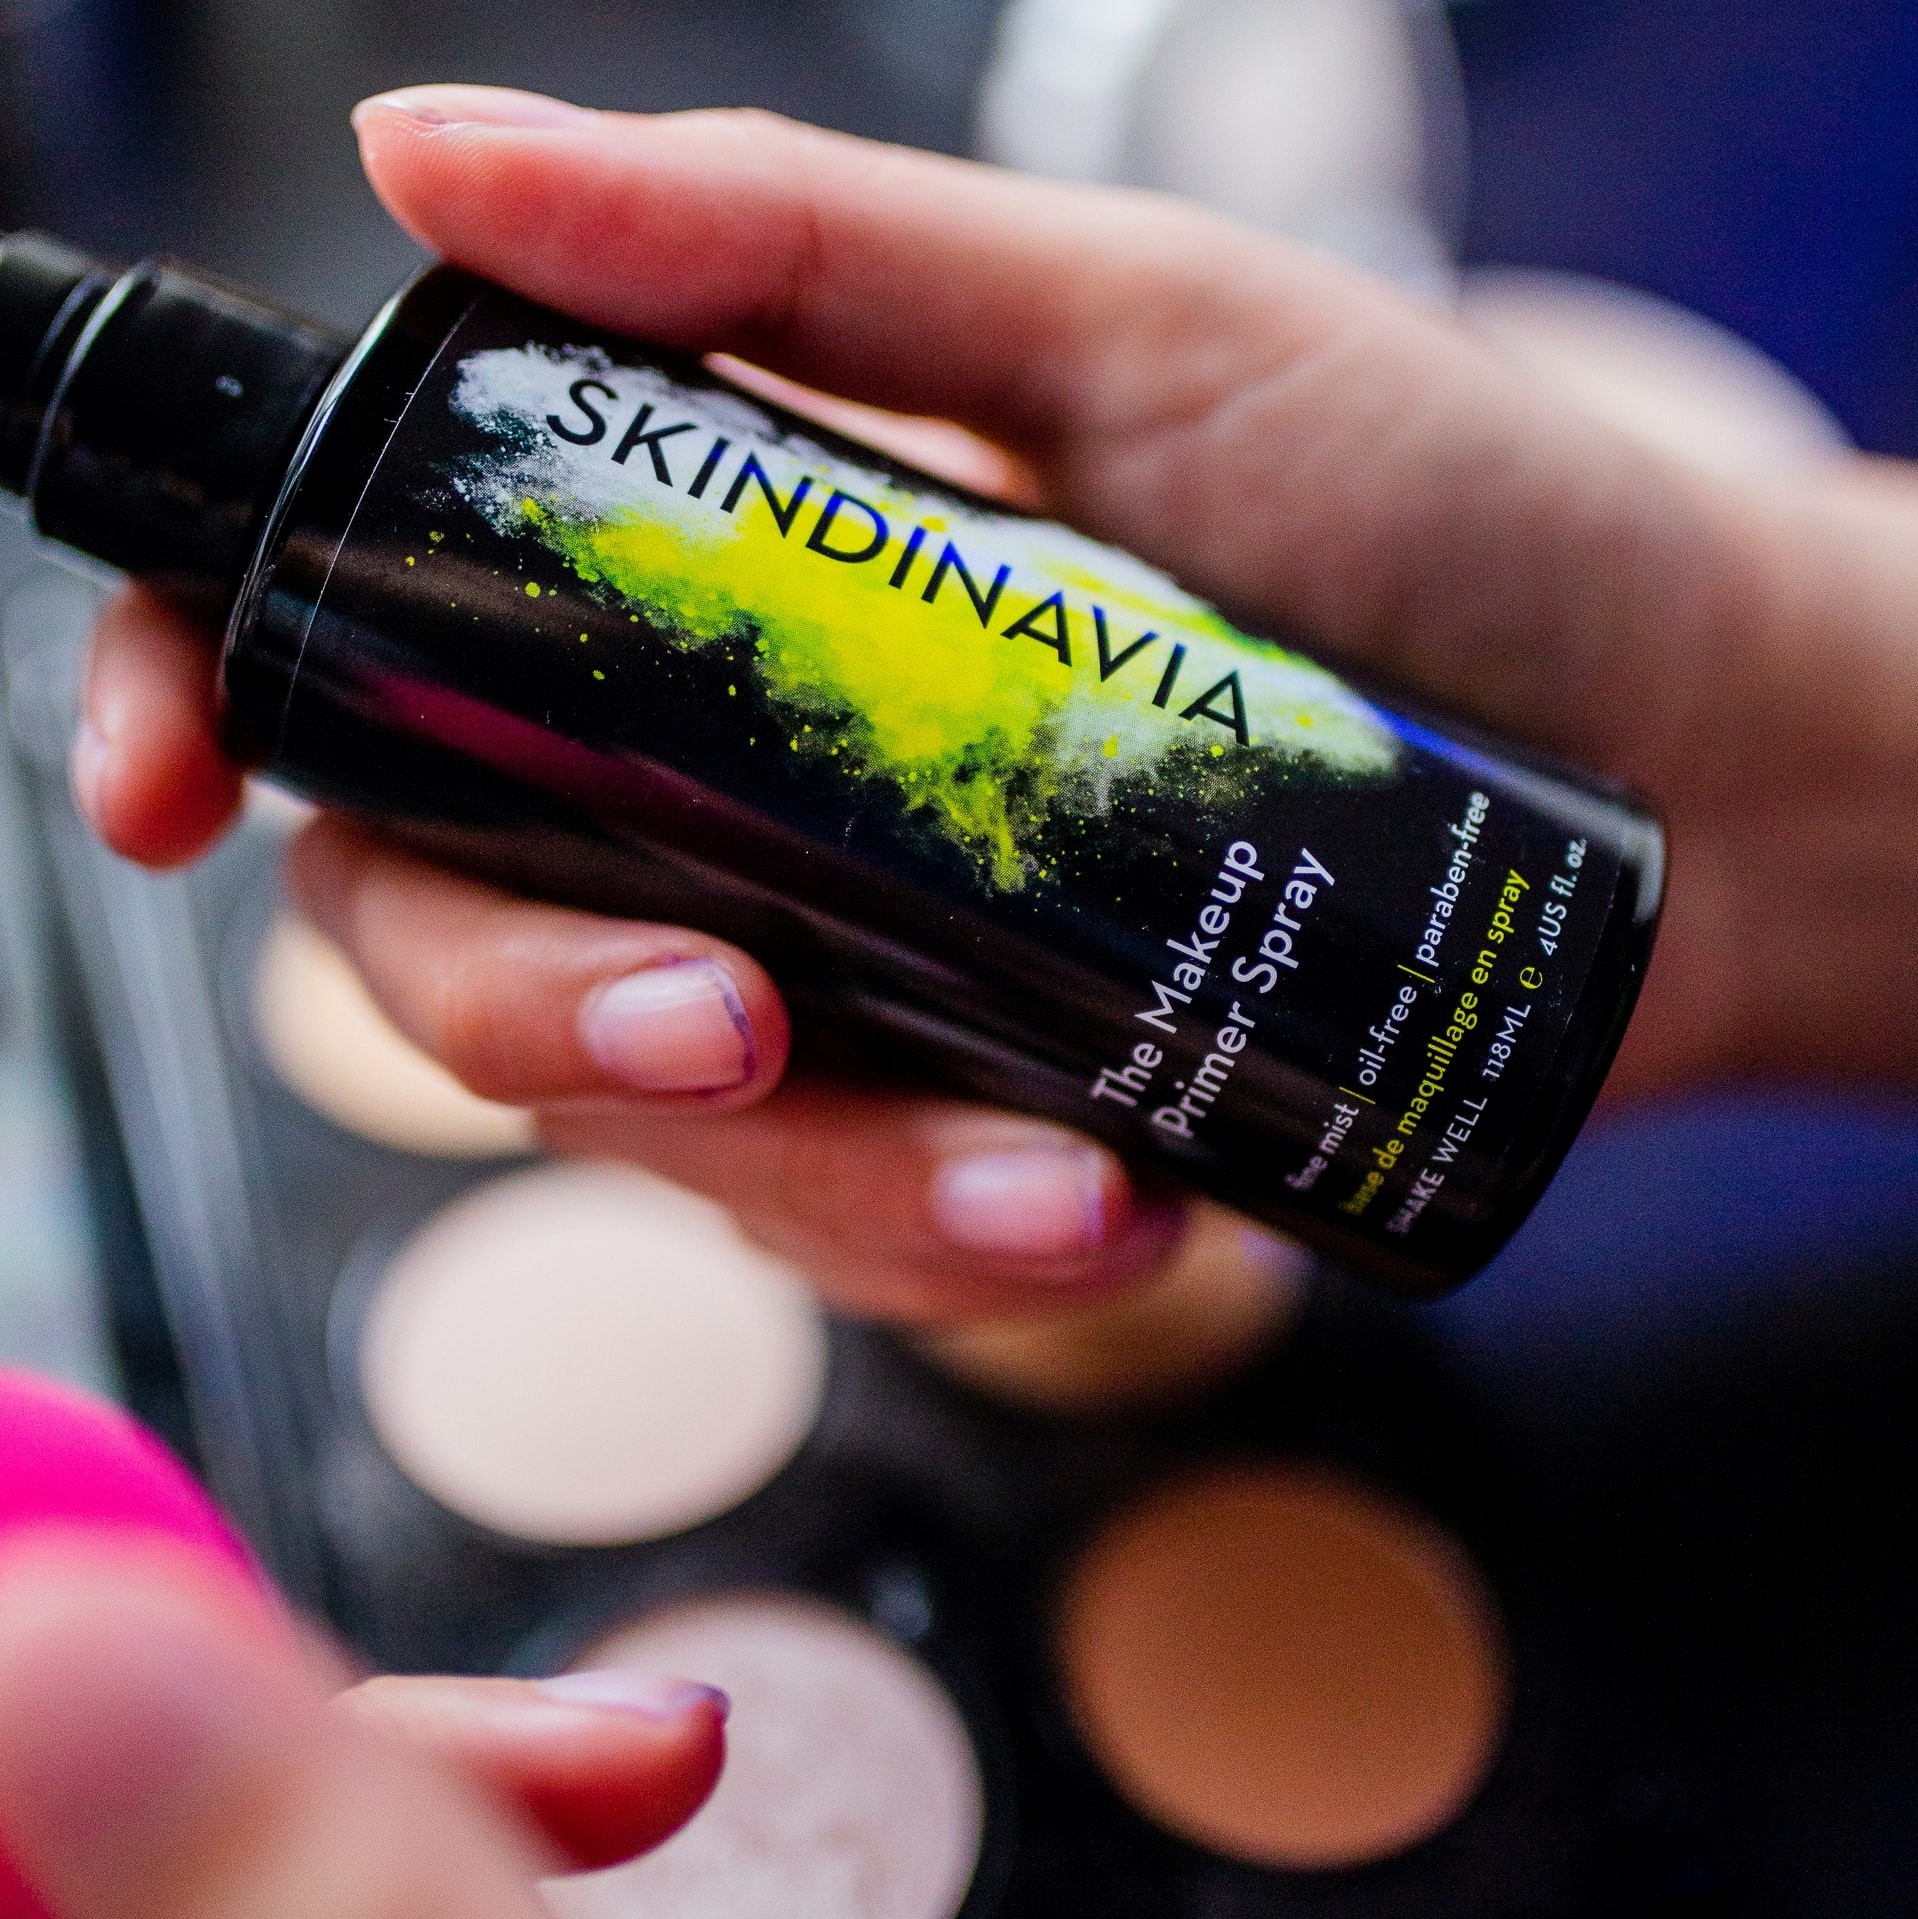 SKINDINAVIA
The Makeup
Primer Spray
fine mist | oil-free | paraben-free
base de maquillage en spray
SHAKE WELL 118ML ℮ 4US fl. oz.